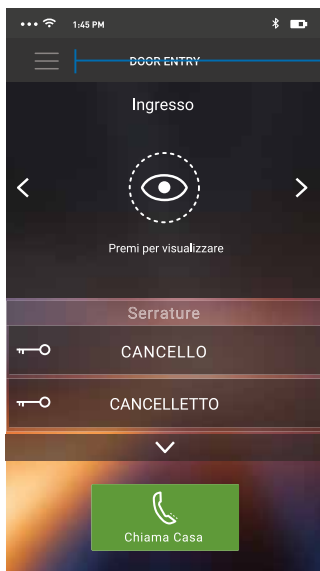 1:45 PM
DOOR ENTRY
Ingresso
Premi per visualizzare
Serrature
CANCELLO
CANCELLETTO
Chiama Casa